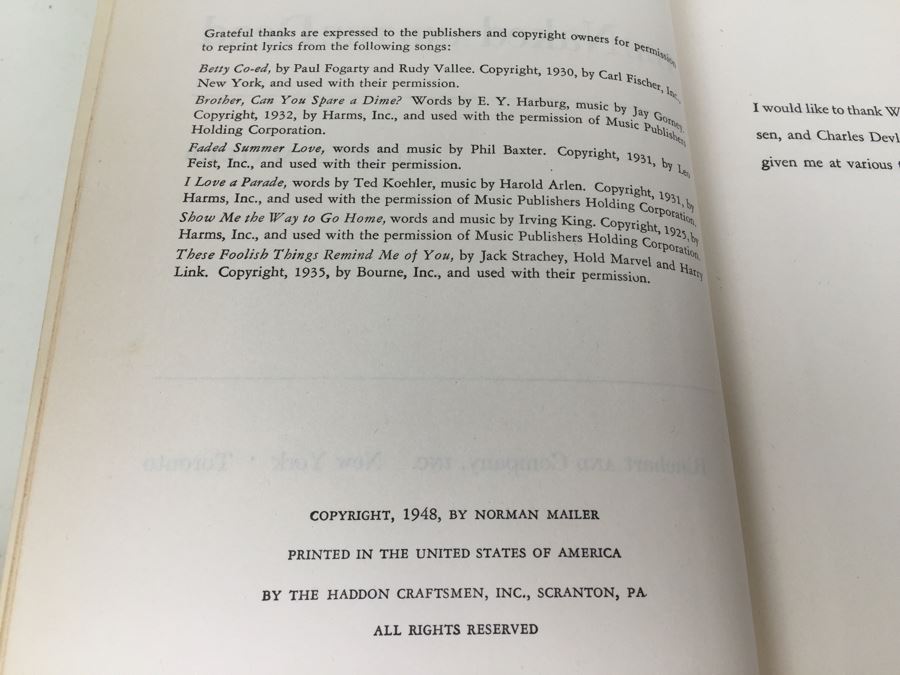 Grateful thanks are expressed to the publishers and copyright owners for permission
to reprint lyrics from the following songs:
Betty Co-ed, by Paul Fogarty and Rudy Vallee. Copyright, 1930, by Carl Fischer, Inc.,
New York, and used with their permission.
Brother, Can You Spare a Dime? Words by E. Y. Harburg, music by Jay Gorney.
Copyright, 1932, by Harms, Inc., and used with the permission of Music Publishers
Holding Corporation.
Faded Summer Love, words and music by Phil Baxter. Copyright, 1931, by Leo
Feist, Inc., and used with their permission.
I Love a Parade, words by Ted Koehler, music by Harold Arlen. Copyright, 1931, by
Harms, Inc., and used with the permission of Music Publishers Holding Corporation.
Show Me the Way to Go Home, words and music by Irving King. Copyright, 1925, by
Harms, Inc., and used with the permission of Music Publishers Holding Corporation.
These Foolish Things Remind Me of You, by Jack Strachey, Hold Marvel and Harry
Link. Copyright, 1935, by Bourne, Inc., and used with their permission.
Rinehart AND Company, INC. New York · Toronto
COPYRIGHT, 1948, BY NORMAN MAILER
PRINTED IN THE UNITED STATES OF AMERICA
BY THE HADDON CRAFTSMEN, INC., SCRANTON, PA
ALL RIGHTS RESERVED
I would like to thank W
sen, and Charles Devl
given me at various